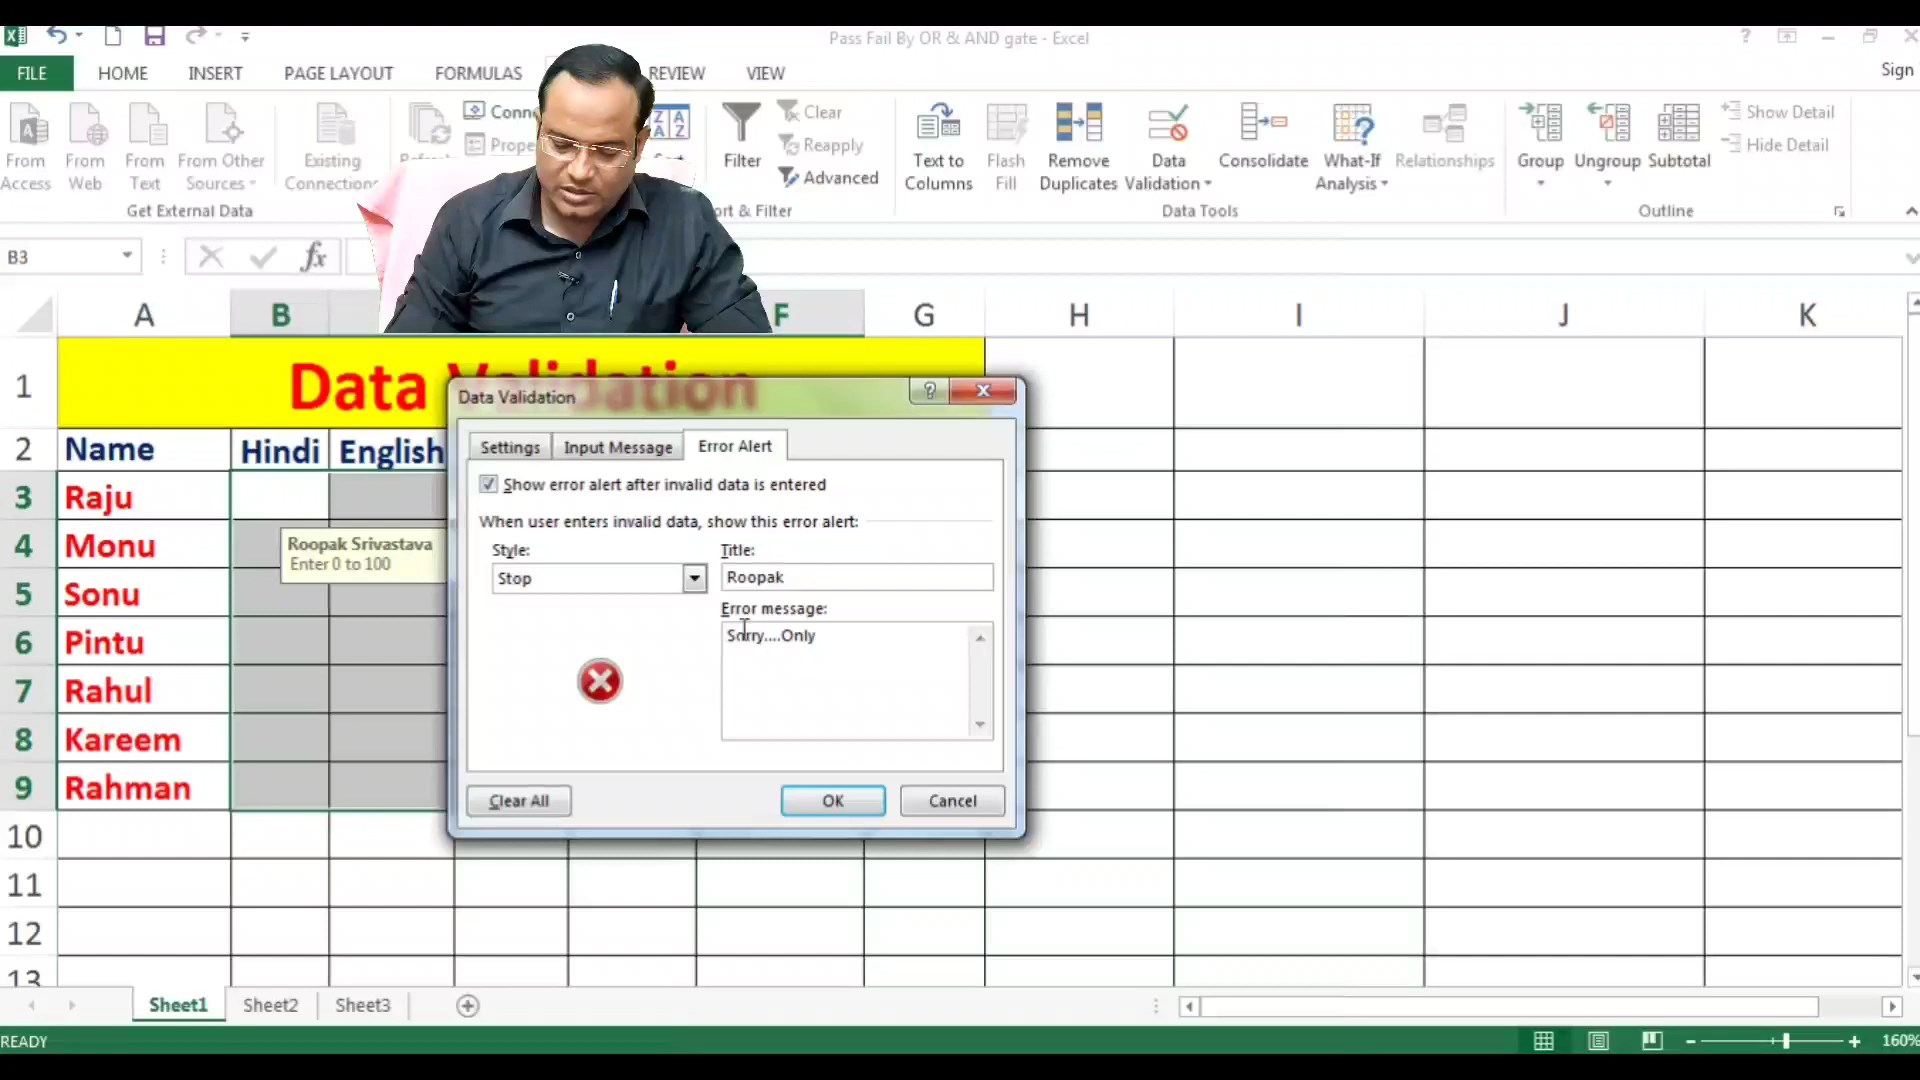 Pass Fail By OR & AND gate - Excel
FILE
HOME
INSERT
PAGE LAYOUT
FORMULAS
REVIEW
VIEW
Sign
From Access
From Web
From Text
From Other Sources
Existing Connections
Filter
Clear
Reapply
Advanced
Text to Columns
Flash Fill
Remove Duplicates
Data Validation
Consolidate
What-If Analysis
Relationships
Group
Ungroup
Subtotal
Show Detail
Hide Detail
Get External Data
ort & Filter
Data Tools
Outline
B3
fx
A
B
F
G
H
I
J
K
1
Data Validation
2
Name
Hindi
English
3
Raju
4
Monu
5
Sonu
6
Pintu
7
Rahul
8
Kareem
9
Rahman
10
11
12
13
Roopak Srivastava
Enter 0 to 100
Data Validation
Settings
Input Message
Error Alert
Show error alert after invalid data is entered
When user enters invalid data, show this error alert:
Style:
Title:
Stop
Roopak
Error message:
Sorry....Only
Clear All
OK
Cancel
Sheet1
Sheet2
Sheet3
READY
160%